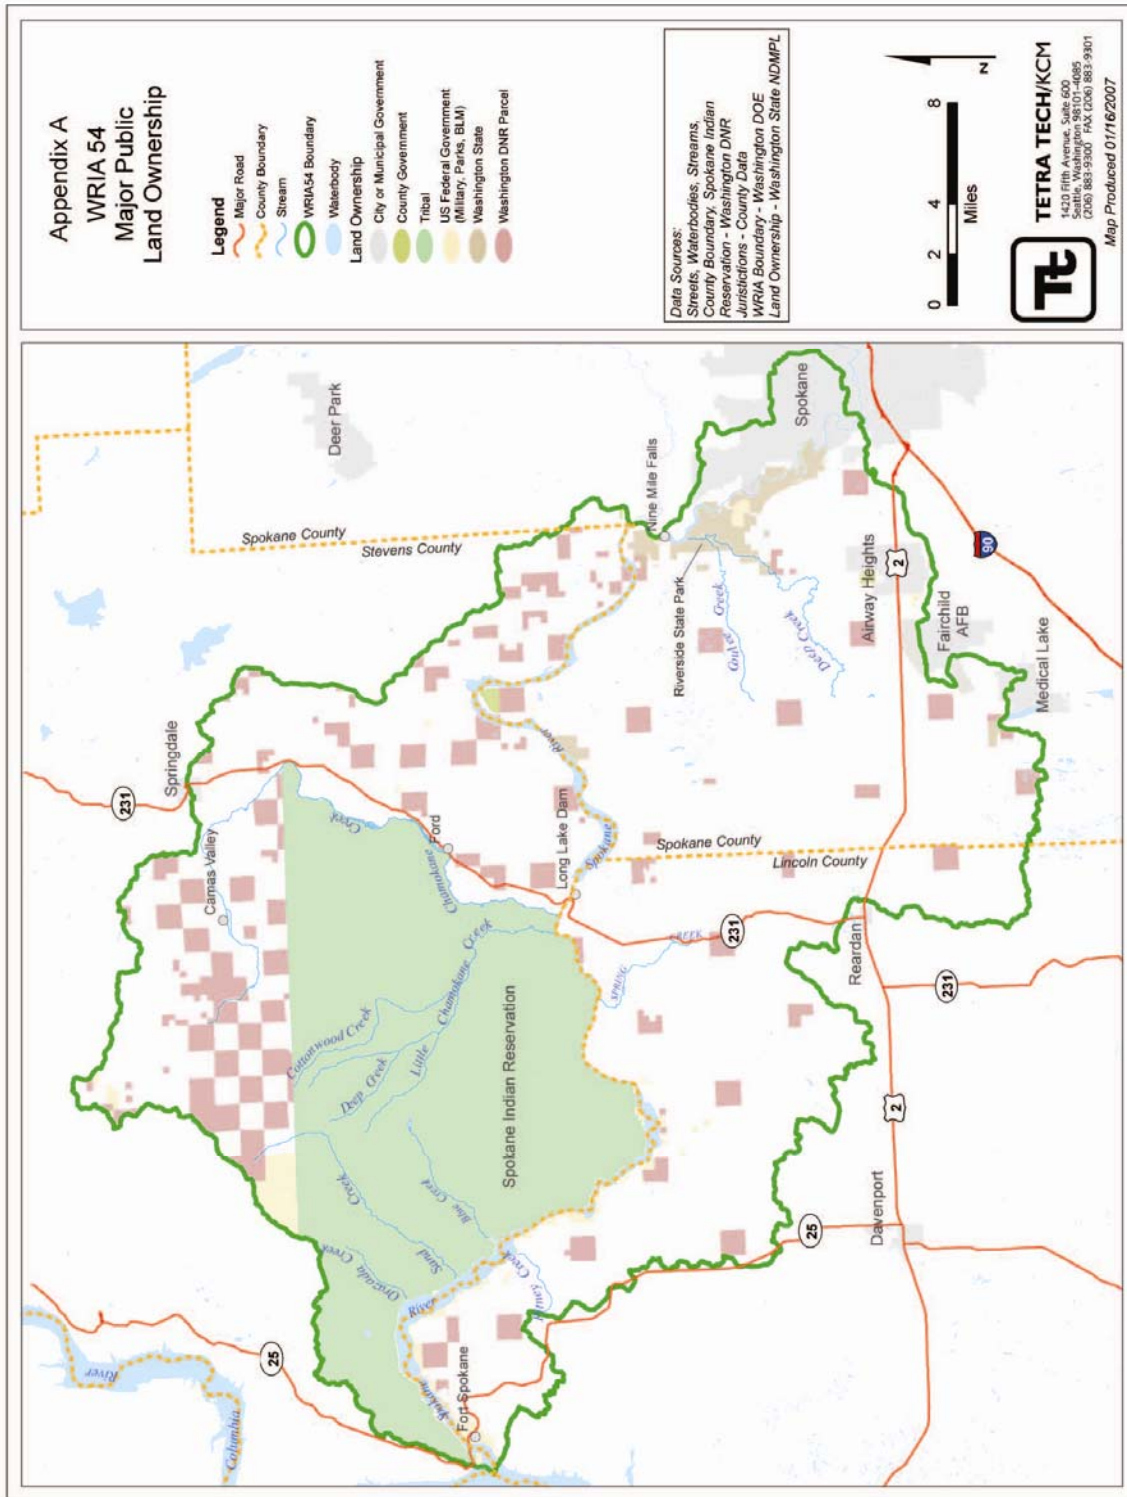 Appendix A
WRIA 54
Major Public
Land Ownership
Legend
Major Road
County Boundary
Stream
WRIA54 Boundary
Waterbody
Land Ownership
City or Municipal Government
County Government
Tribal
US Federal Government
(Military, Parks, BLM)
Washington State
Washington DNR Parcel
Data Sources:
Streets, Waterbodies, Streams,
County Boundary, Spokane Indian
Reservation - Washington DNR
Juristictions - County Data
WRIA Boundary - Washington DOE
Land Ownership - Washington State NDMPL
0 2 4 8
Miles
N
Tt
TETRA TECH/KCM
1420 Fifth Avenue, Suite 600
Seattle, Washington 98101-4085
(206) 883-9300 FAX (206) 883-9301
Map Produced 01/16/2007
Columbia
River
25
Springdale
231
Camas Valley
Deer Park
Spokane County
Stevens County
Cottonwood Creek
Deep Creek
Little
Chamokane
Creek
Chamokane
Creek
Ford
Orazada Creek
Sand
Creek
Blue Creek
Spokane Indian Reservation
Spokane
River
Fort Spokane
Pitney Creek
Long Lake Dam
Spokane
River
SPRING
CREEK
231
Spokane County
Lincoln County
Nine Mile Falls
Riverside State Park
Coulee
Creek
Deep Creek
Spokane
Airway Heights
2
Fairchild
AFB
90
Medical Lake
Reardan
231
2
Davenport
25